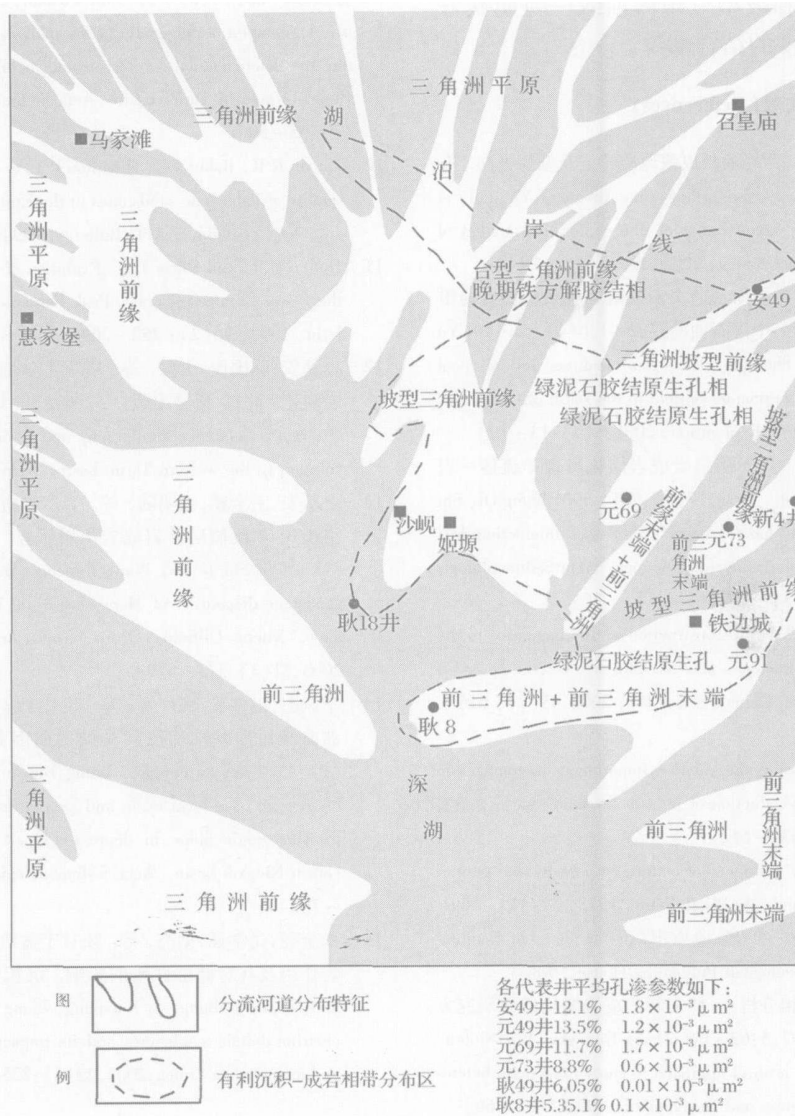 三角洲平原
三角洲前缘
湖
召皇庙
马家滩
泊
三角洲平原
三角洲前缘
岸
线
台型三角洲前缘
晚期铁方解胶结相
安49
惠家堡
三角洲坡型前缘
绿泥石胶结原生孔相
坡型三角洲前缘
绿泥石胶结原生孔相
坡型三角洲前缘
三角洲平原
三角洲前缘
元69
前缘末端+前三角洲
新4井
元73
沙岘
姬塬
前三角洲末端
坡型三角洲前缘
耿18井
铁边城
绿泥石胶结原生孔
元91
前三角洲
前三角洲+前三角洲末端
耿8
三角洲平原
深
湖
前三角洲末端
前三角洲
三角洲前缘
前三角洲末端
图
例
分流河道分布特征
有利沉积-成岩相带分布区
各代表井平均孔渗参数如下:
安49井12.1% 1.8×10⁻³μm²
元49井13.5% 1.2×10⁻³μm²
元69井11.7% 1.7×10⁻³μm²
元73井8.8% 0.6×10⁻³μm²
耿49井6.05% 0.01×10⁻³μm²
耿8井5.35.1% 0.1×10⁻³μm²